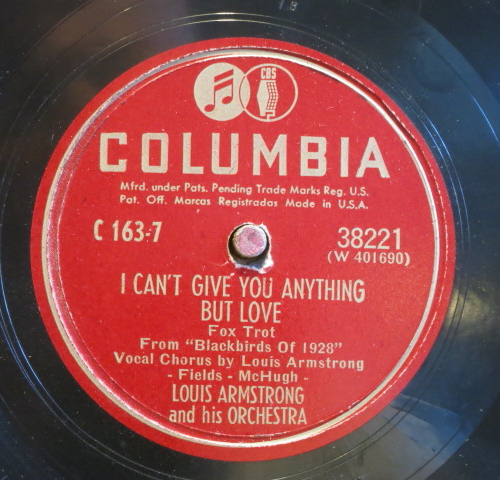 CBS
COLUMBIA
Mfrd. under Pats. Pending Trade Marks Reg. U.S.
Pat. Off. Marcas Registradas Made in U.S.A.
C 163-7
38221
(W 401690)
I CAN'T GIVE YOU ANYTHING
BUT LOVE
Fox Trot
From "Blackbirds Of 1928"
Vocal Chorus by Louis Armstrong
- Fields - McHugh -
LOUIS ARMSTRONG
and his ORCHESTRA